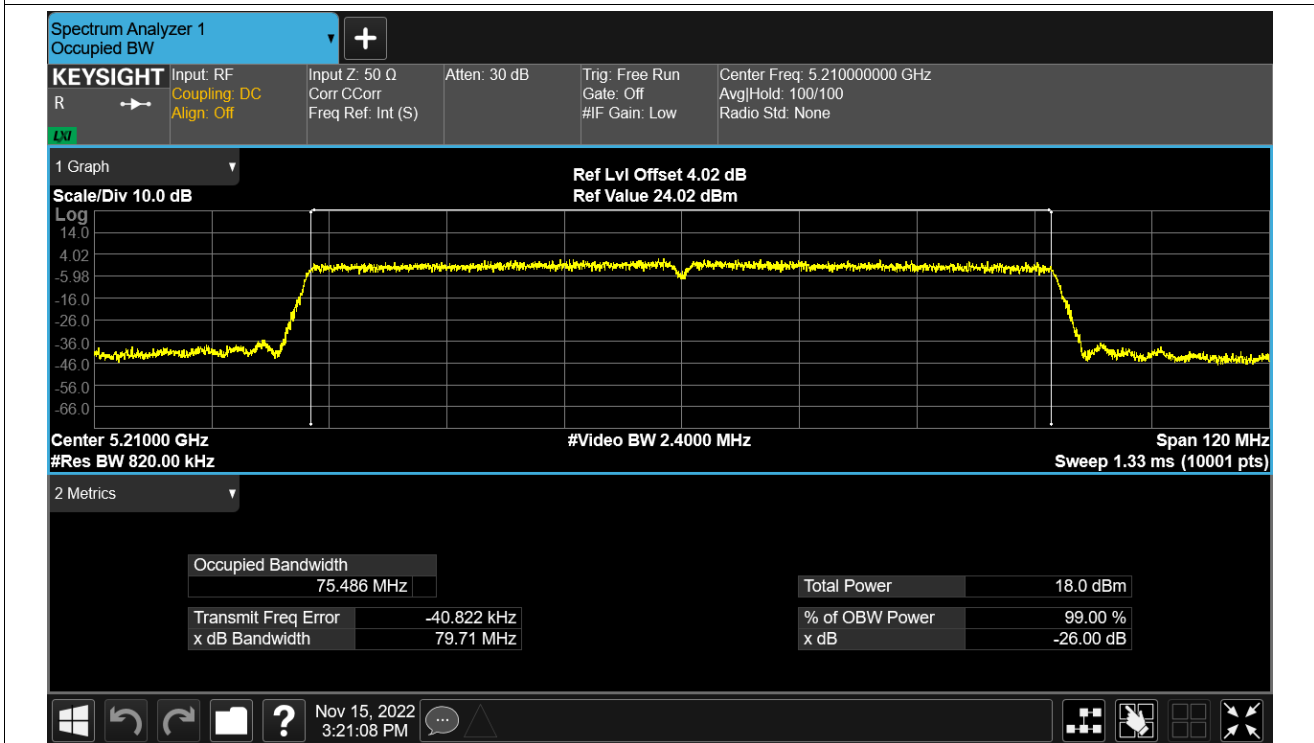 Spectrum Analyzer 1
Occupied BW
KEYSIGHT
R
LXI
Input: RF
Coupling: DC
Align: Off
Input Z: 50 Ω
Corr CCorr
Freq Ref: Int (S)
Atten: 30 dB
Trig: Free Run
Gate: Off
#IF Gain: Low
Center Freq: 5.210000000 GHz
Avg|Hold: 100/100
Radio Std: None
1 Graph
Ref Lvl Offset 4.02 dB
Scale/Div 10.0 dB
Ref Value 24.02 dBm
Log
14.0
4.02
-5.98
-16.0
-26.0
-36.0
-46.0
-56.0
-66.0
Center 5.21000 GHz
#Video BW 2.4000 MHz
Span 120 MHz
#Res BW 820.00 kHz
Sweep 1.33 ms (10001 pts)
2 Metrics
Occupied Bandwidth
75.486 MHz
Total Power 18.0 dBm
Transmit Freq Error -40.822 kHz
% of OBW Power 99.00 %
x dB Bandwidth 79.71 MHz
x dB -26.00 dB
?
Nov 15, 2022
3:21:08 PM